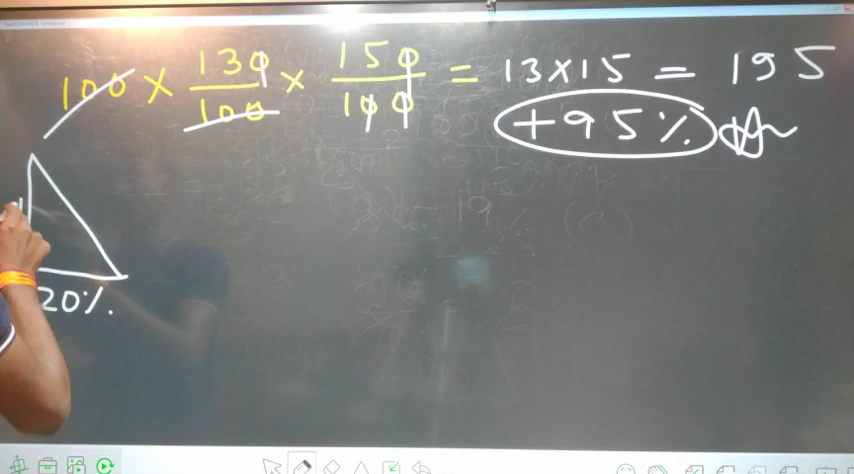 100 × 130/100 × 150/100 = 13×15 = 195
+95%
20%.